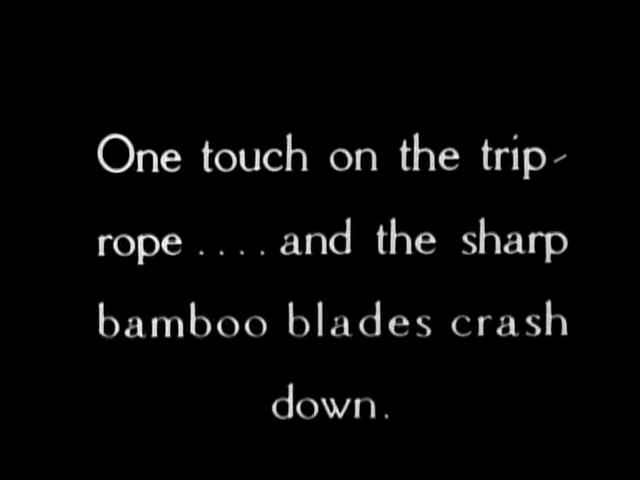 One touch on the trip-
rope .... and the sharp
bamboo blades crash
down.